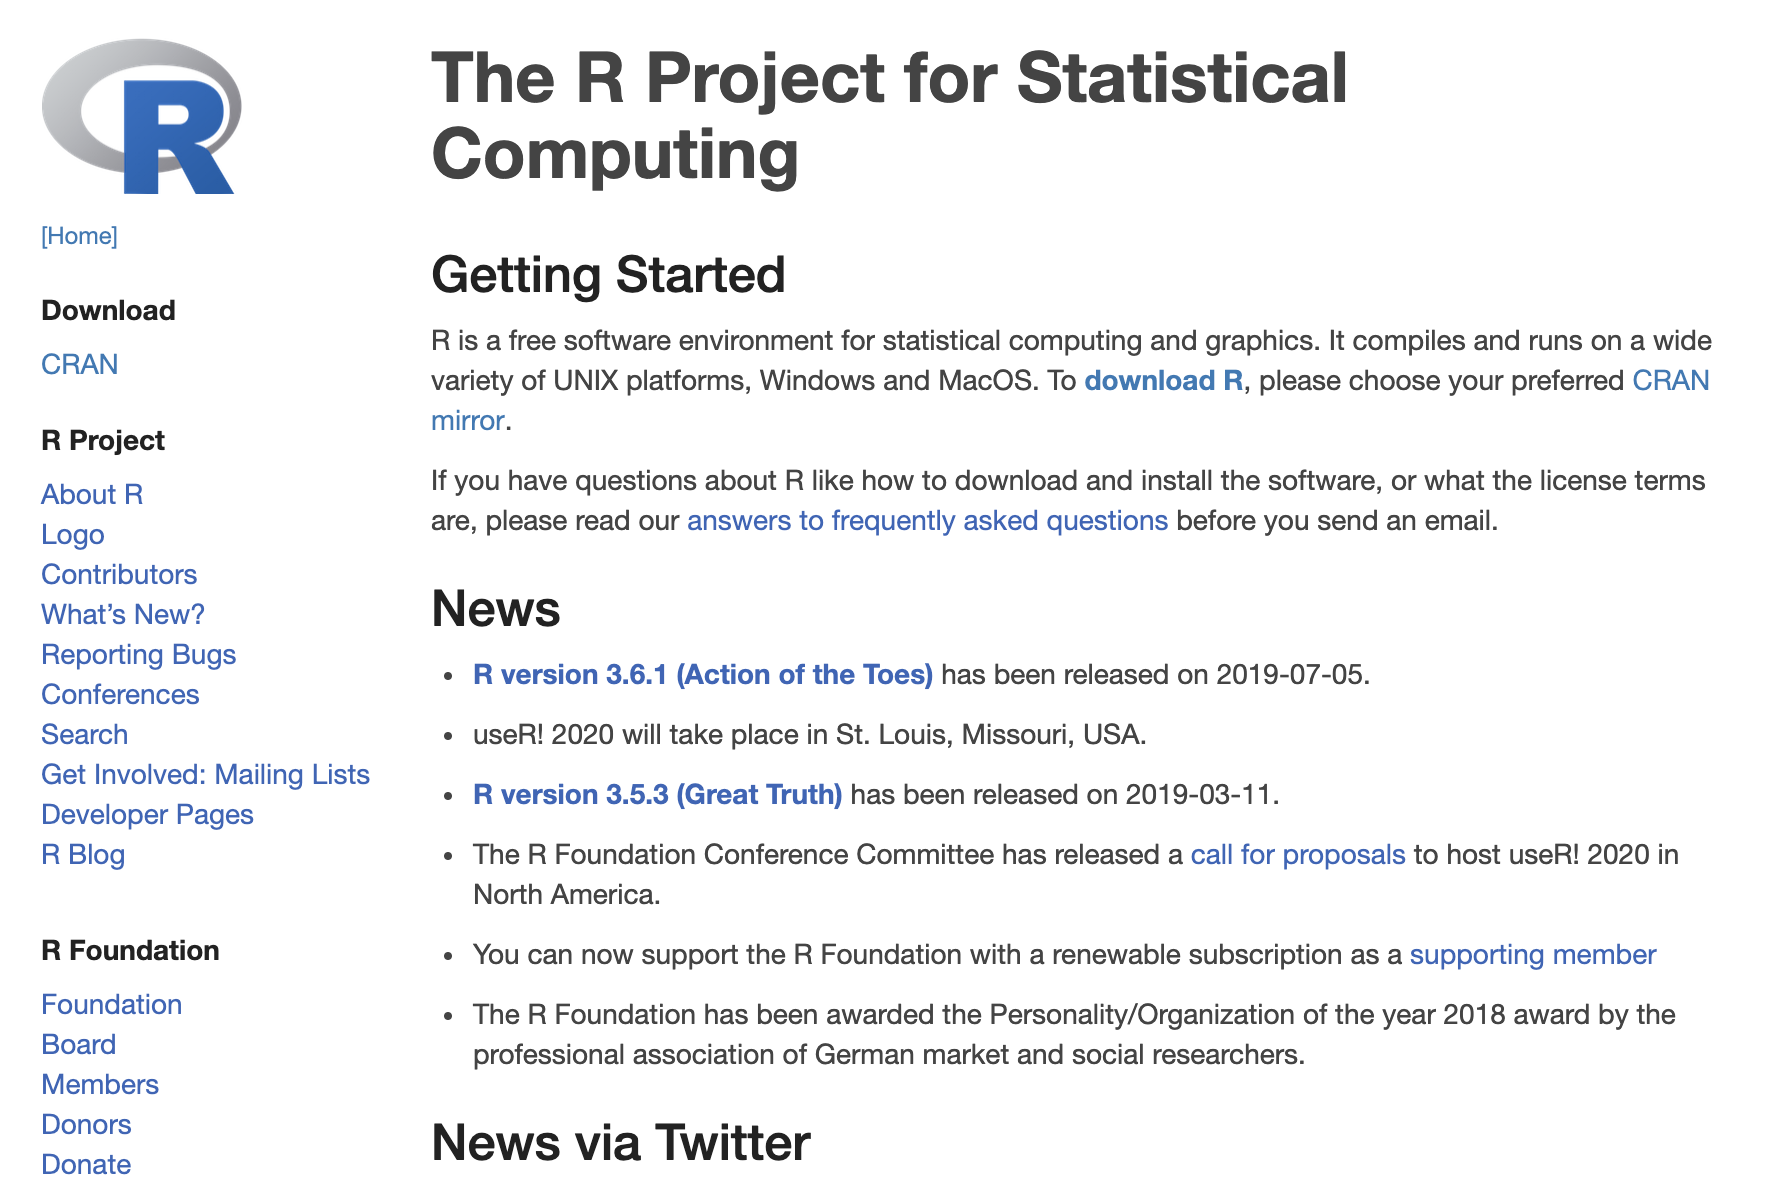 R
[Home]
Download
CRAN
R Project
About R
Logo
Contributors
What’s New?
Reporting Bugs
Conferences
Search
Get Involved: Mailing Lists
Developer Pages
R Blog
R Foundation
Foundation
Board
Members
Donors
Donate
The R Project for Statistical
Computing
Getting Started
R is a free software environment for statistical computing and graphics. It compiles and runs on a wide
variety of UNIX platforms, Windows and MacOS. To download R, please choose your preferred CRAN
mirror.
If you have questions about R like how to download and install the software, or what the license terms
are, please read our answers to frequently asked questions before you send an email.
News
• R version 3.6.1 (Action of the Toes) has been released on 2019-07-05.
• useR! 2020 will take place in St. Louis, Missouri, USA.
• R version 3.5.3 (Great Truth) has been released on 2019-03-11.
• The R Foundation Conference Committee has released a call for proposals to host useR! 2020 in
North America.
• You can now support the R Foundation with a renewable subscription as a supporting member
• The R Foundation has been awarded the Personality/Organization of the year 2018 award by the
professional association of German market and social researchers.
News via Twitter